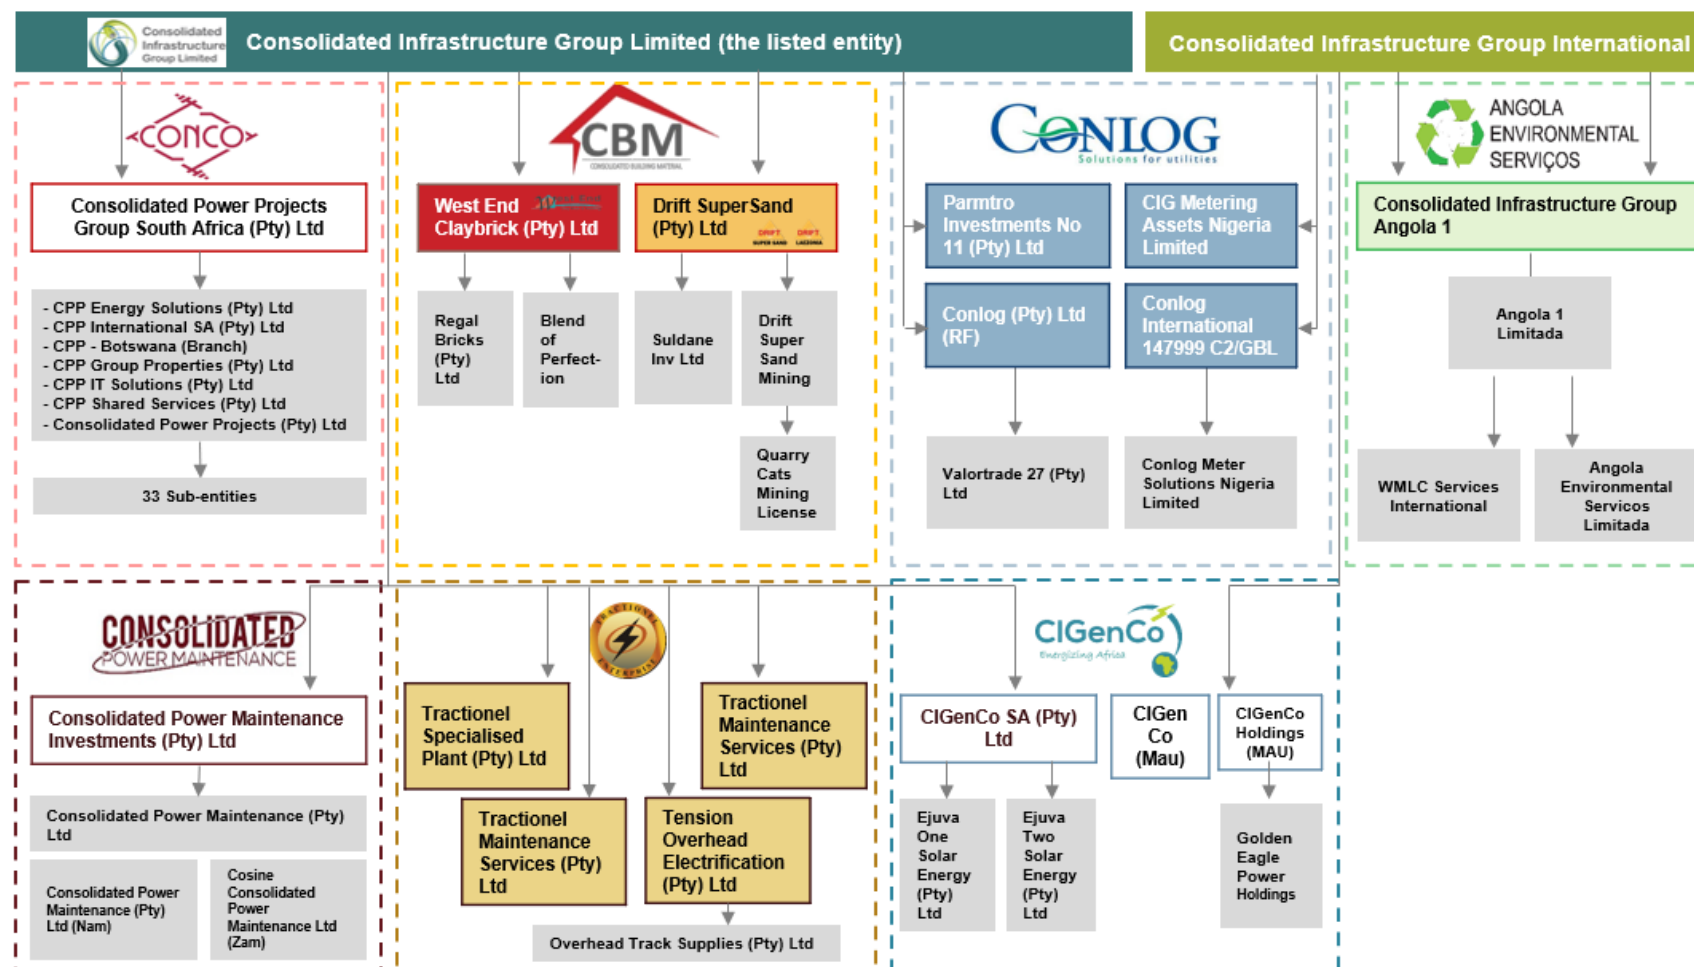 Consolidated
Infrastructure
Group Limited
Consolidated Infrastructure Group Limited (the listed entity)
Consolidated Infrastructure Group International
CONCO
Consolidated Power Projects
Group South Africa (Pty) Ltd
- CPP Energy Solutions (Pty) Ltd
- CPP International SA (Pty) Ltd
- CPP - Botswana (Branch)
- CPP Group Properties (Pty) Ltd
- CPP IT Solutions (Pty) Ltd
- CPP Shared Services (Pty) Ltd
- Consolidated Power Projects (Pty) Ltd
33 Sub-entities
CBM
CONSOLIDATED BUILDING MATERIAL
West End
Claybrick (Pty) Ltd
Drift SuperSand
(Pty) Ltd
DRIFT
SUPER SAND
DRIFT
LAEZONIA
Regal
Bricks
(Pty)
Ltd
Blend
of
Perfect-
ion
Suldane
Inv Ltd
Drift
Super
Sand
Mining
Quarry
Cats
Mining
License
CONLOG
Solutions for utilities
Parmtro
Investments No
11 (Pty) Ltd
CIG Metering
Assets Nigeria
Limited
Conlog (Pty) Ltd
(RF)
Conlog
International
147999 C2/GBL
Valortrade 27 (Pty)
Ltd
Conlog Meter
Solutions Nigeria
Limited
ANGOLA
ENVIRONMENTAL
SERVIÇOS
Consolidated Infrastructure Group
Angola 1
Angola 1
Limitada
WMLC Services
International
Angola
Environmental
Servicos
Limitada
CONSOLIDATED
POWER MAINTENANCE
Consolidated Power Maintenance
Investments (Pty) Ltd
Consolidated Power Maintenance (Pty)
Ltd
Consolidated Power
Maintenance (Pty)
Ltd (Nam)
Cosine
Consolidated
Power
Maintenance Ltd
(Zam)
TRACTIONEL
ENTERPRISE
Tractionel
Specialised
Plant (Pty) Ltd
Tractionel
Maintenance
Services (Pty)
Ltd
Tractionel
Maintenance
Services (Pty)
Ltd
Tension
Overhead
Electrification
(Pty) Ltd
Overhead Track Supplies (Pty) Ltd
CIGenCo
Energizing Africa
CIGenCo SA (Pty)
Ltd
CIGen
Co
(Mau)
CIGenCo
Holdings
(MAU)
Ejuva
One
Solar
Energy
(Pty)
Ltd
Ejuva
Two
Solar
Energy
(Pty)
Ltd
Golden
Eagle
Power
Holdings